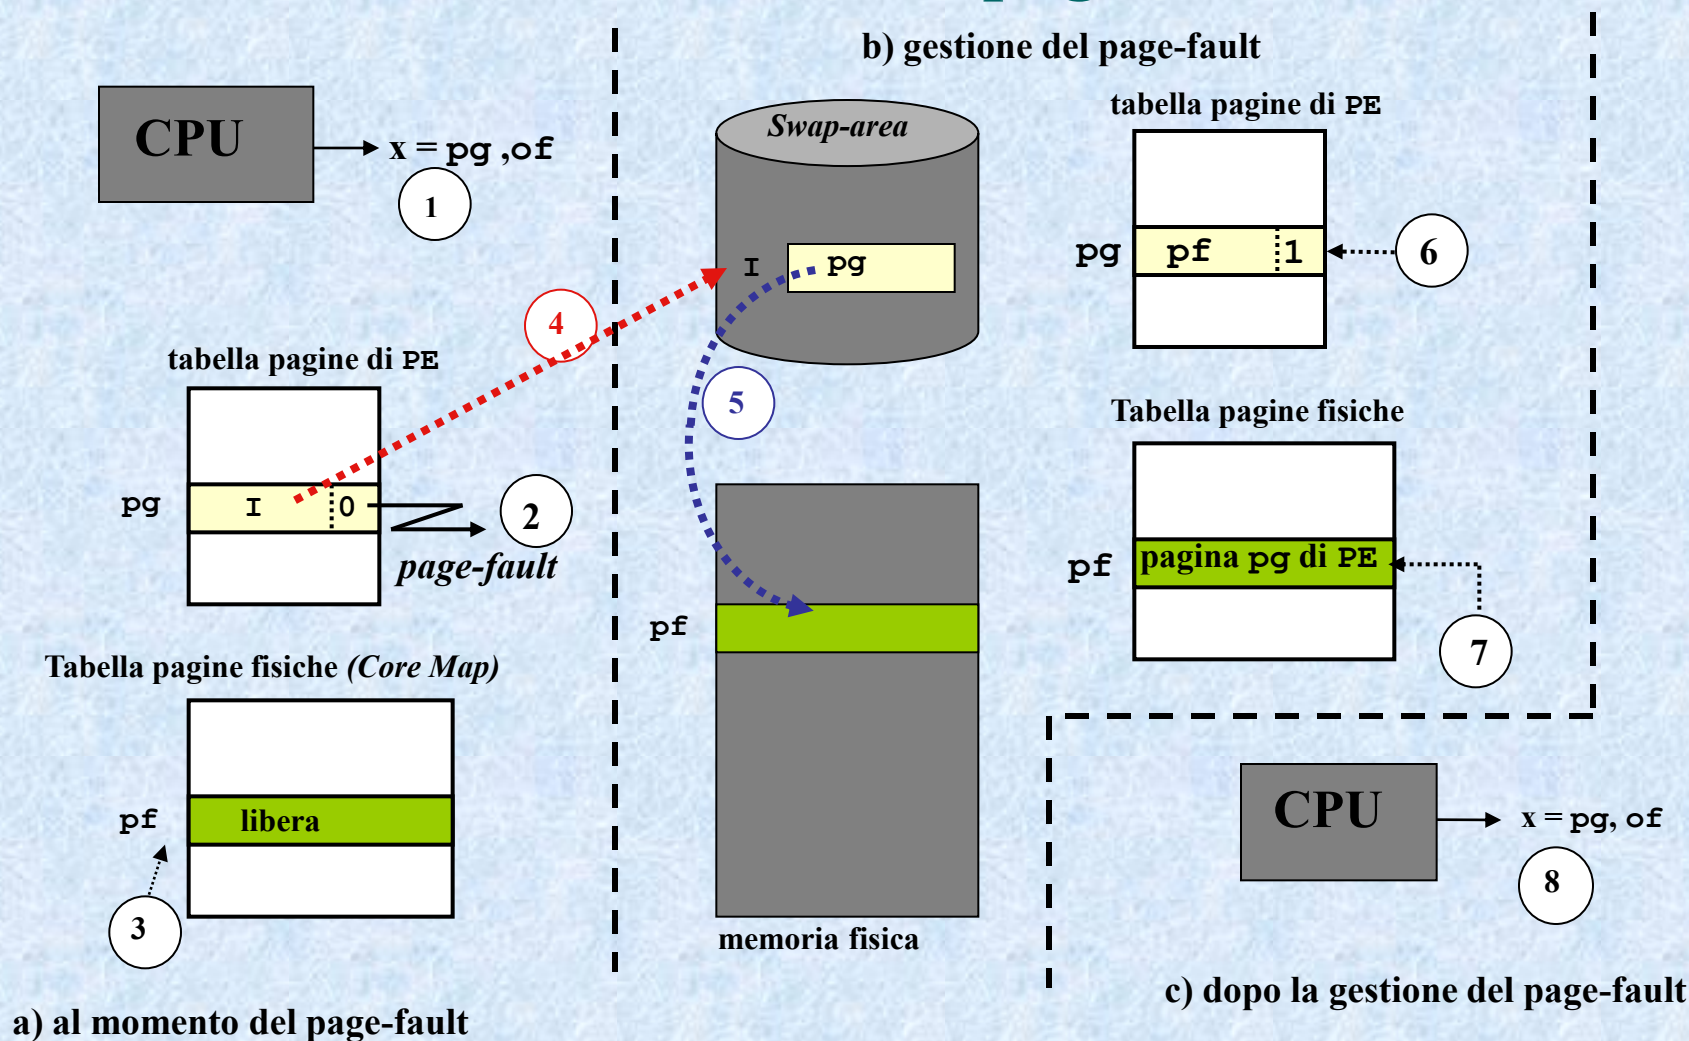 b) gestione del page-fault
CPU
x = pg ,of
1
tabella pagine di PE
I 0
pg
2
page-fault
Tabella pagine fisiche (Core Map)
pf
libera
3
a) al momento del page-fault
4
Swap-area
I
pg
5
pf
memoria fisica
tabella pagine di PE
pg
pf 1
6
Tabella pagine fisiche
pf
pagina pg di PE
7
CPU
x = pg, of
8
c) dopo la gestione del page-fault